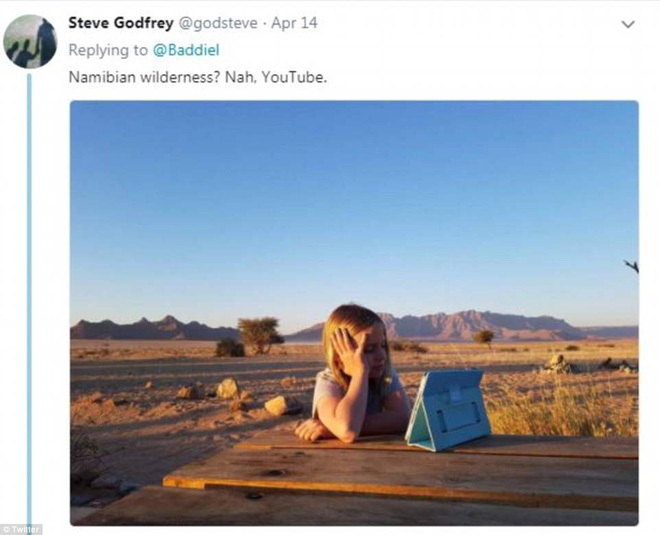 Steve Godfrey @godsteve · Apr 14
Replying to @Baddiel
Namibian wilderness? Nah, YouTube.
© Twitter